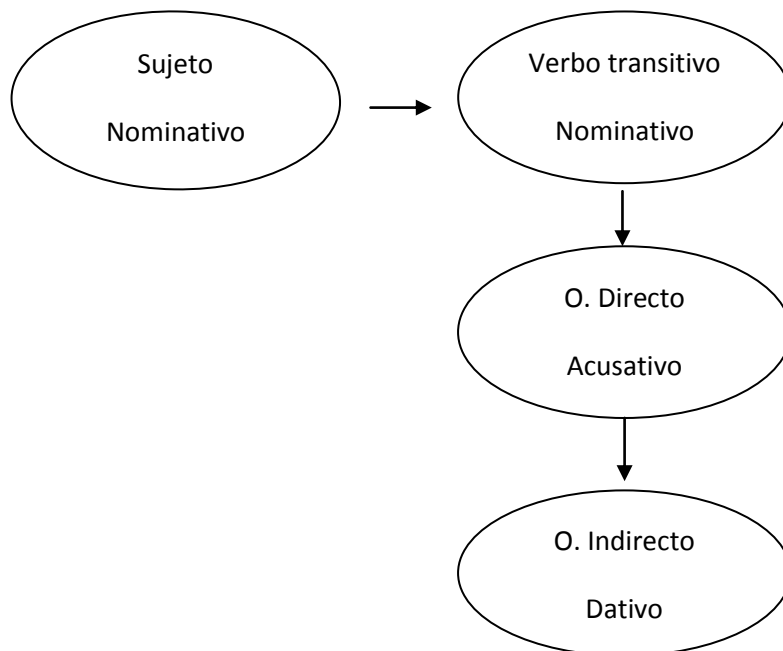 Sujeto
Nominativo
Verbo transitivo
Nominativo
O. Directo
Acusativo
O. Indirecto
Dativo